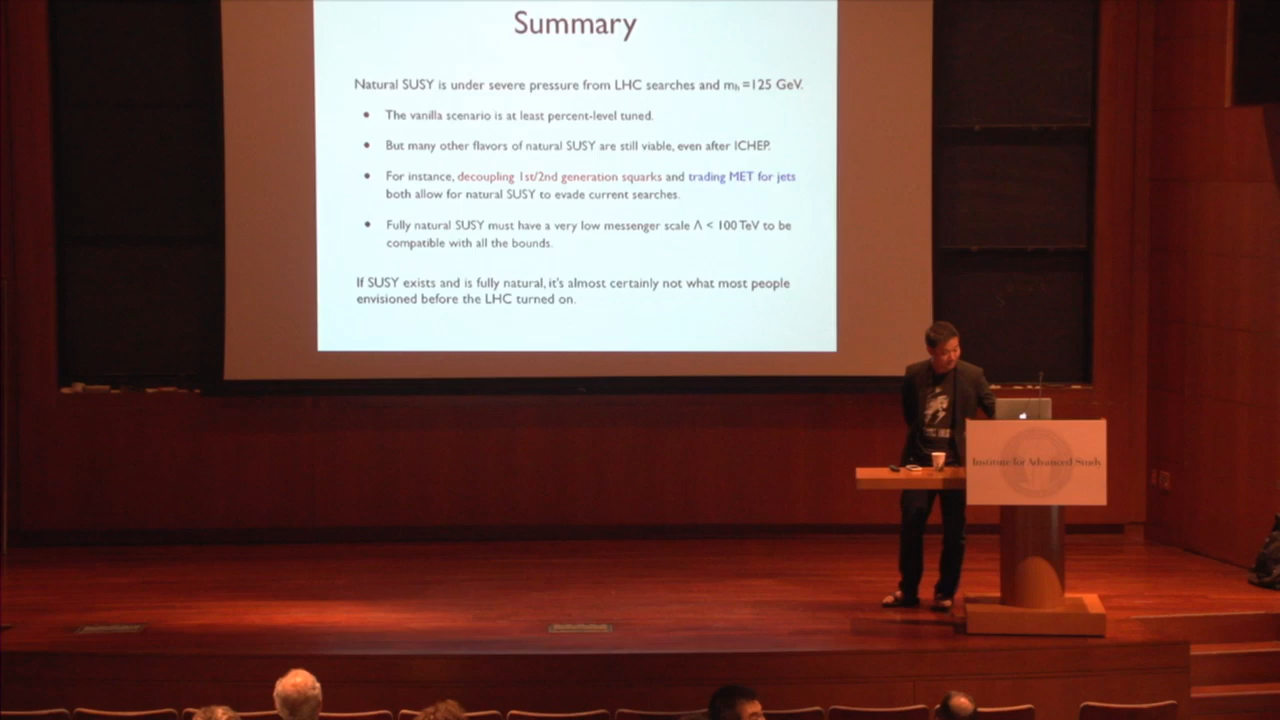 Summary
Natural SUSY is under severe pressure from LHC searches and mₕ =125 GeV.
• The vanilla scenario is at least percent-level tuned.
• But many other flavors of natural SUSY are still viable, even after ICHEP.
• For instance, decoupling 1st/2nd generation squarks and trading MET for jets
both allow for natural SUSY to evade current searches.
• Fully natural SUSY must have a very low messenger scale Λ < 100 TeV to be
compatible with all the bounds.
If SUSY exists and is fully natural, it's almost certainly not what most people
envisioned before the LHC turned on.
Institute for Advanced Study